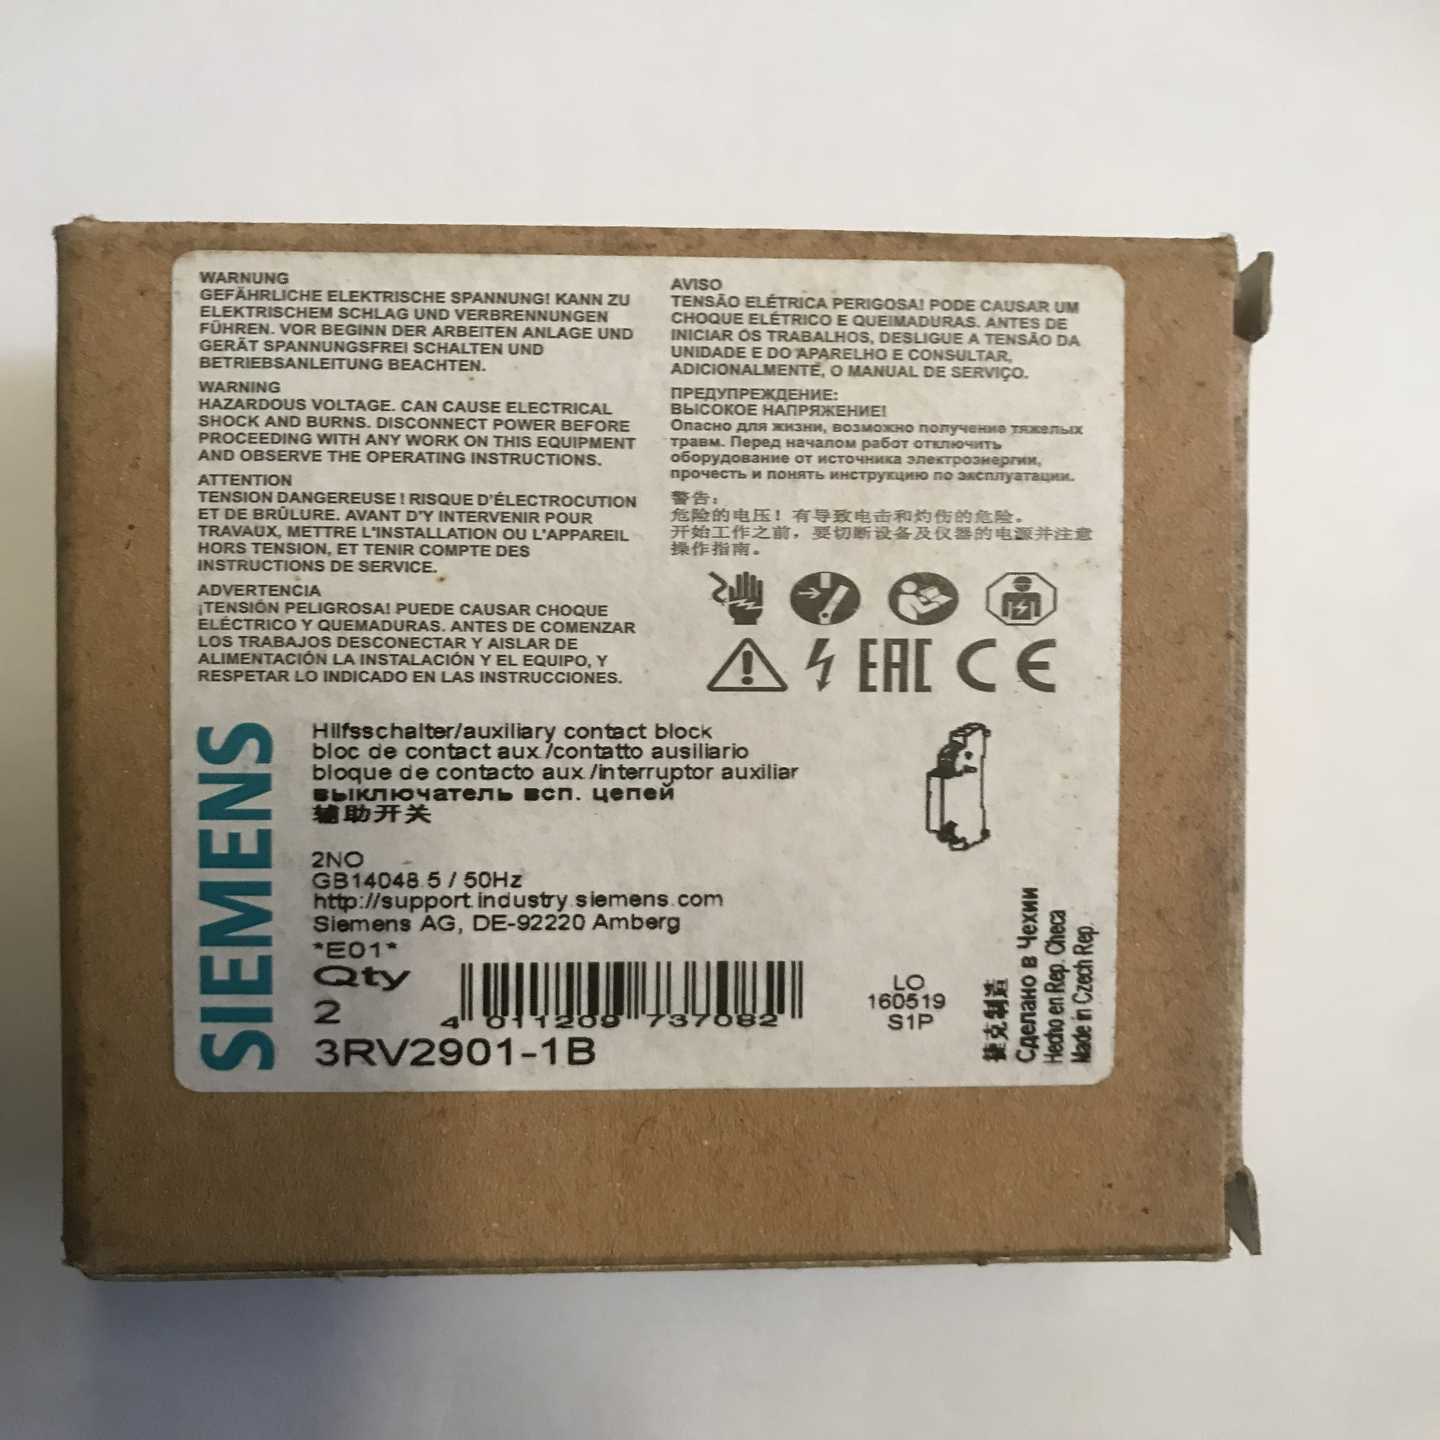 WARNUNG
GEFÄHRLICHE ELEKTRISCHE SPANNUNG! KANN ZU
ELEKTRISCHEM SCHLAG UND VERBRENNUNGEN
FÜHREN. VOR BEGINN DER ARBEITEN ANLAGE UND
GERÄT SPANNUNGSFREI SCHALTEN UND
BETRIEBSANLEITUNG BEACHTEN.
WARNING
HAZARDOUS VOLTAGE. CAN CAUSE ELECTRICAL
SHOCK AND BURNS. DISCONNECT POWER BEFORE
PROCEEDING WITH ANY WORK ON THIS EQUIPMENT
AND OBSERVE THE OPERATING INSTRUCTIONS.
ATTENTION
TENSION DANGEREUSE ! RISQUE D'ÉLECTROCUTION
ET DE BRÛLURE. AVANT D'Y INTERVENIR POUR
TRAVAUX, METTRE L'INSTALLATION OU L'APPAREIL
HORS TENSION, ET TENIR COMPTE DES
INSTRUCTIONS DE SERVICE.
ADVERTENCIA
¡TENSIÓN PELIGROSA! PUEDE CAUSAR CHOQUE
ELÉCTRICO Y QUEMADURAS. ANTES DE COMENZAR
LOS TRABAJOS DESCONECTAR Y AISLAR DE
ALIMENTACIÓN LA INSTALACIÓN Y EL EQUIPO, Y
RESPETAR LO INDICADO EN LAS INSTRUCCIONES.
AVISO
TENSÃO ELÉTRICA PERIGOSA! PODE CAUSAR UM
CHOQUE ELÉTRICO E QUEIMADURAS. ANTES DE
INICIAR OS TRABALHOS, DESLIGUE A TENSÃO DA
UNIDADE E DO APARELHO E CONSULTAR,
ADICIONALMENTE, O MANUAL DE SERVIÇO.
ПРЕДУПРЕЖДЕНИЕ:
ВЫСОКОЕ НАПРЯЖЕНИЕ!
Опасно для жизни, возможно получение тяжелых
травм. Перед началом работ отключить
оборудование от источника электроэнергии,
прочесть и понять инструкцию по эксплуатации.
警告：
危险的电压！有导致电击和灼伤的危险。
开始工作之前，要切断设备及仪器的电源并注意
操作指南。
EAC CE
SIEMENS
Hilfsschalter/auxiliary contact block
bloc de contact aux./contatto ausiliario
bloque de contacto aux./interruptor auxiliar
выключатель всп. цепей
辅助开关
2NO
GB14048.5 / 50Hz
http://support.industry.siemens.com
Siemens AG, DE-92220 Amberg
*E01*
Qty
2
4 011209 737082
3RV2901-1B
LO
160519
S1P
捷克制造
Сделано в Чехии
Hecho en Rep. Checa
Made in Czech Rep.